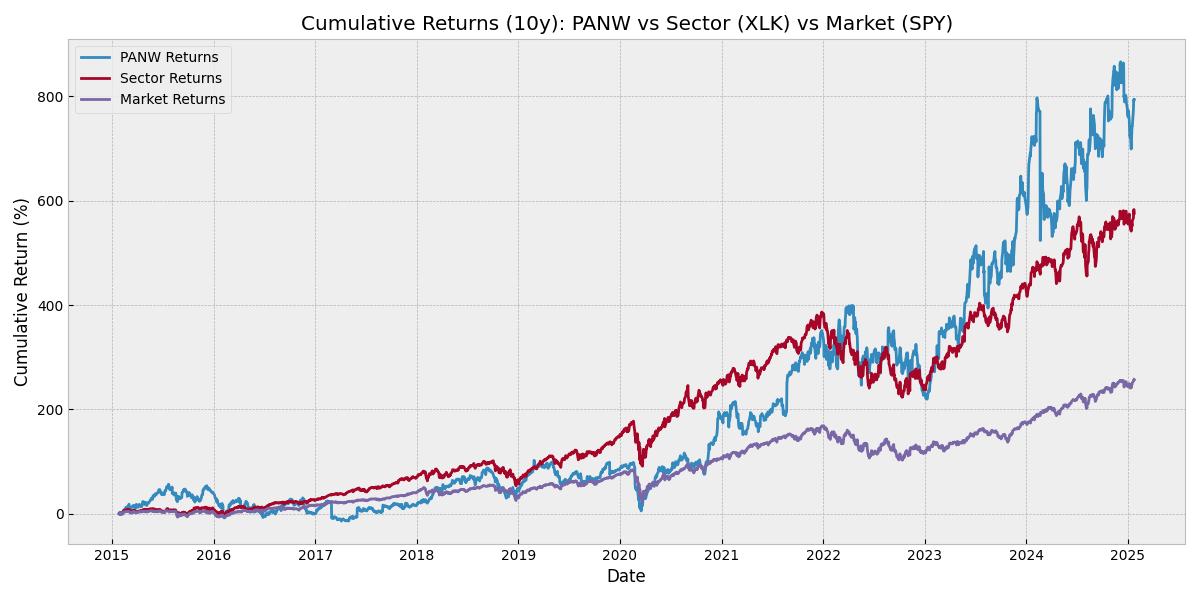 Cumulative Returns (10y): PANW vs Sector (XLK) vs Market (SPY)
PANW Returns
Sector Returns
Market Returns
Cumulative Return (%)
800
600
400
200
0
2015 2016 2017 2018 2019 2020 2021 2022 2023 2024 2025
Date